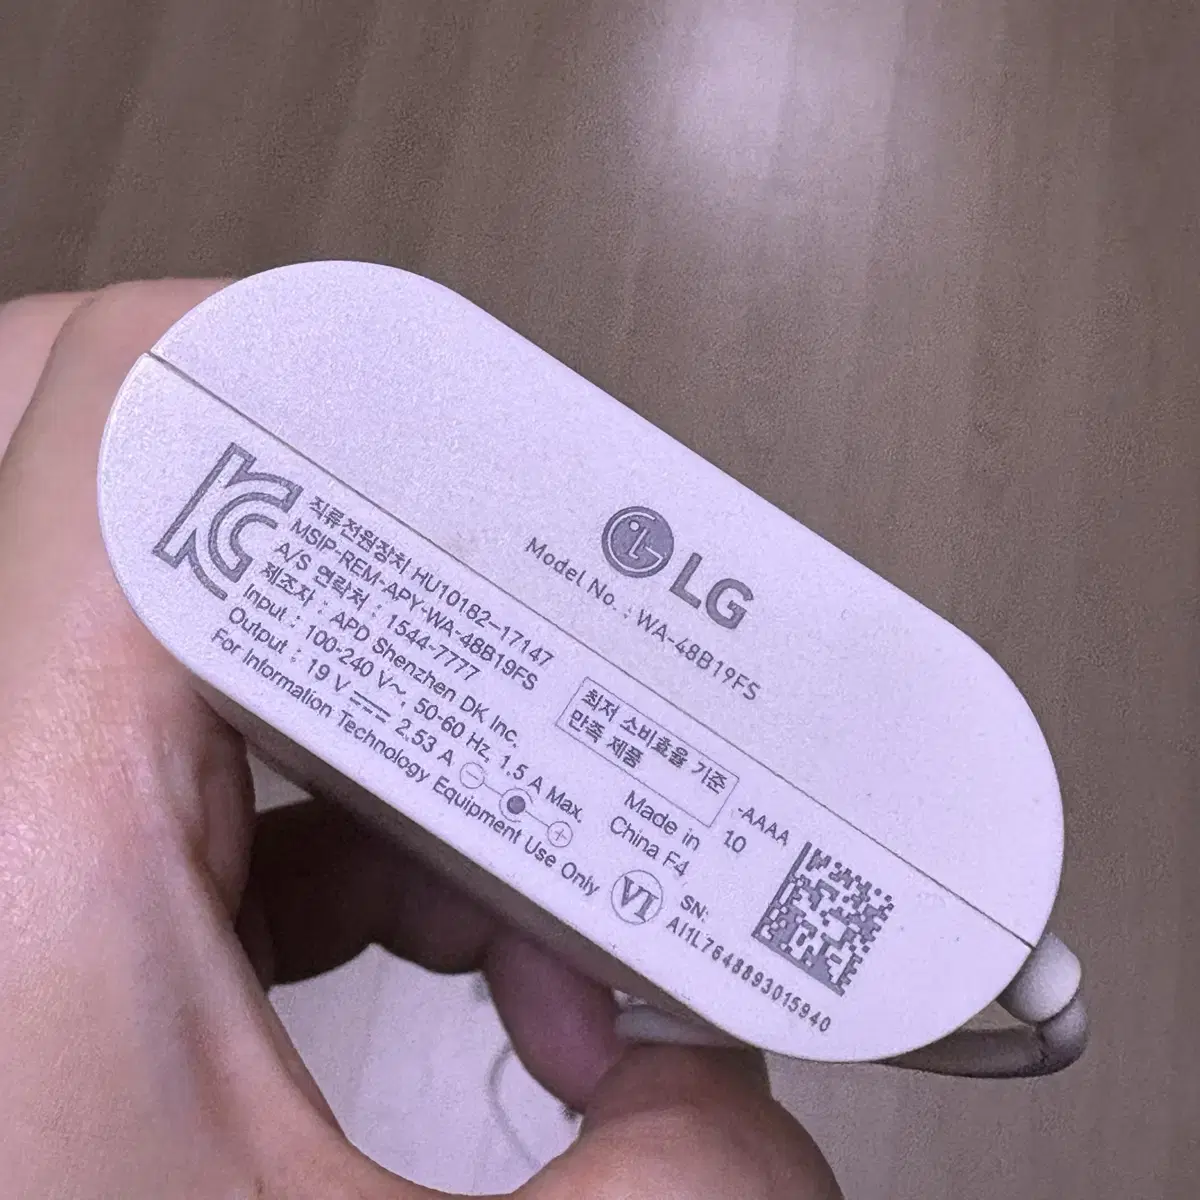 LG
Model No. : WA-48B19FS
직류전원장치 HU10182-17147
MSIP-REM-APY-WA-48B19FS
A/S 연락처 : 1544-7777
제조자 : APD Shenzhen DK Inc.
Input : 100-240 V~, 50-60 Hz, 1.5 A Max.
Output : 19 V 2.53 A
For Information Technology Equipment Use Only
최저 소비효율 기준
만족 제품
-AAAA
1.0
Made in
China F4
VI
SN:
AI1L7648893015940